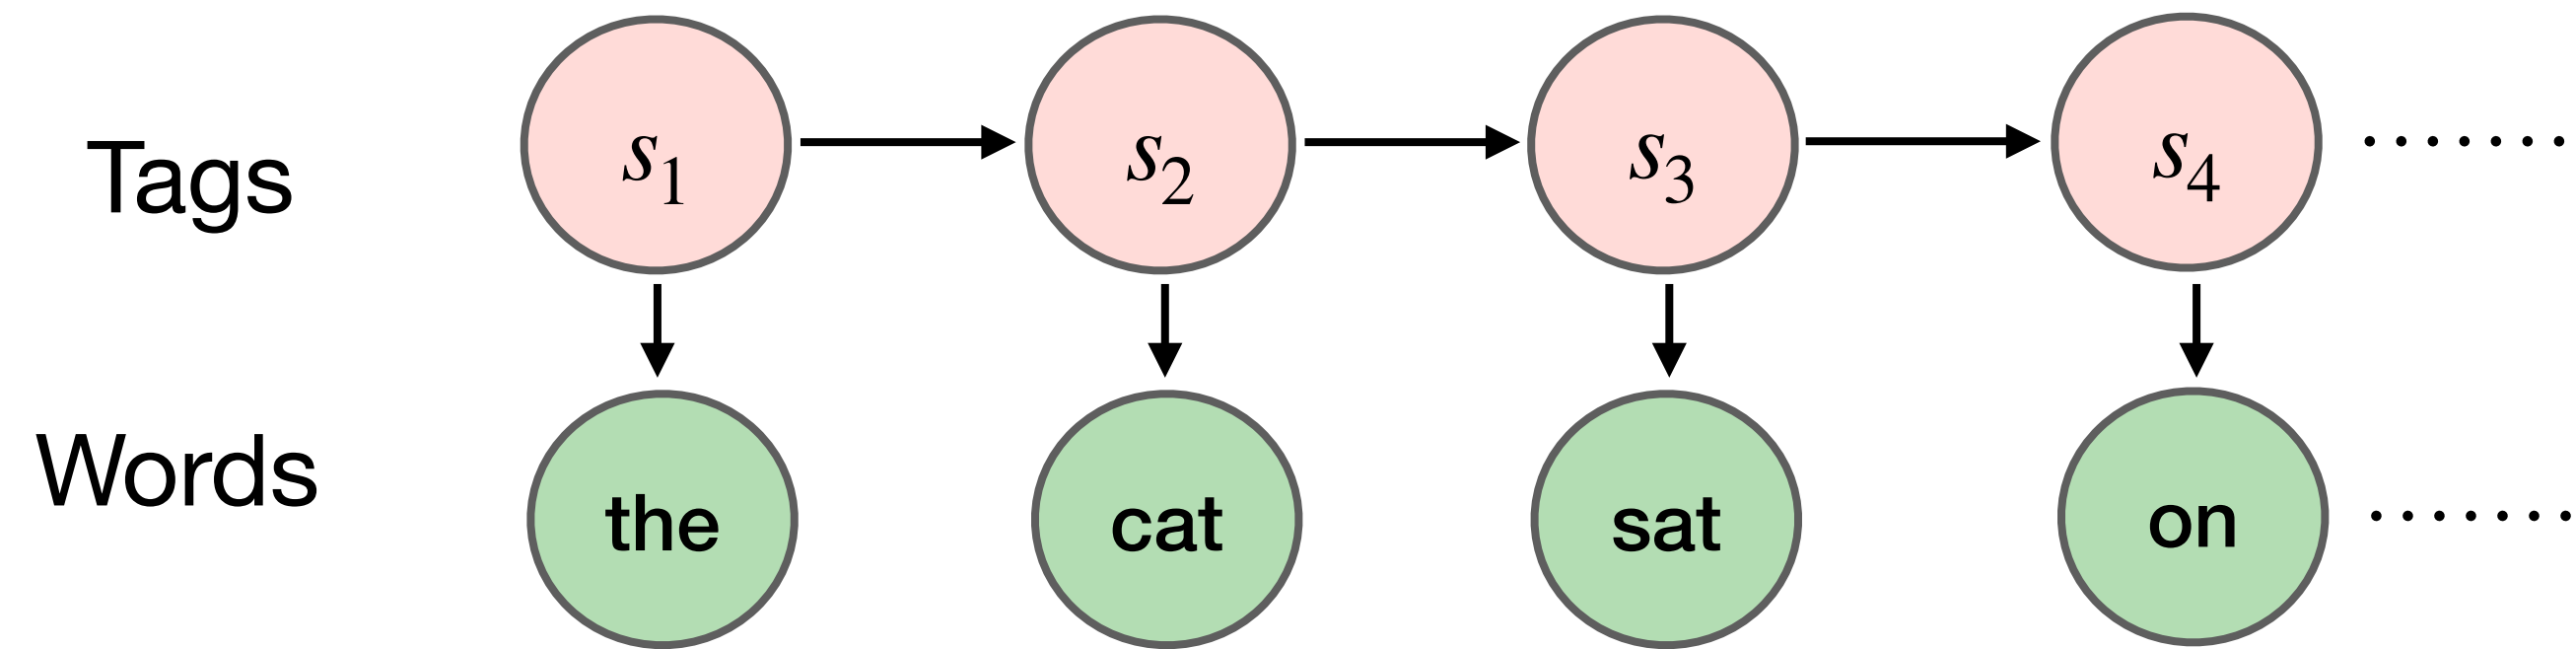 Tags s₁ s₂ s₃ s₄ .......
Words the cat sat on .......